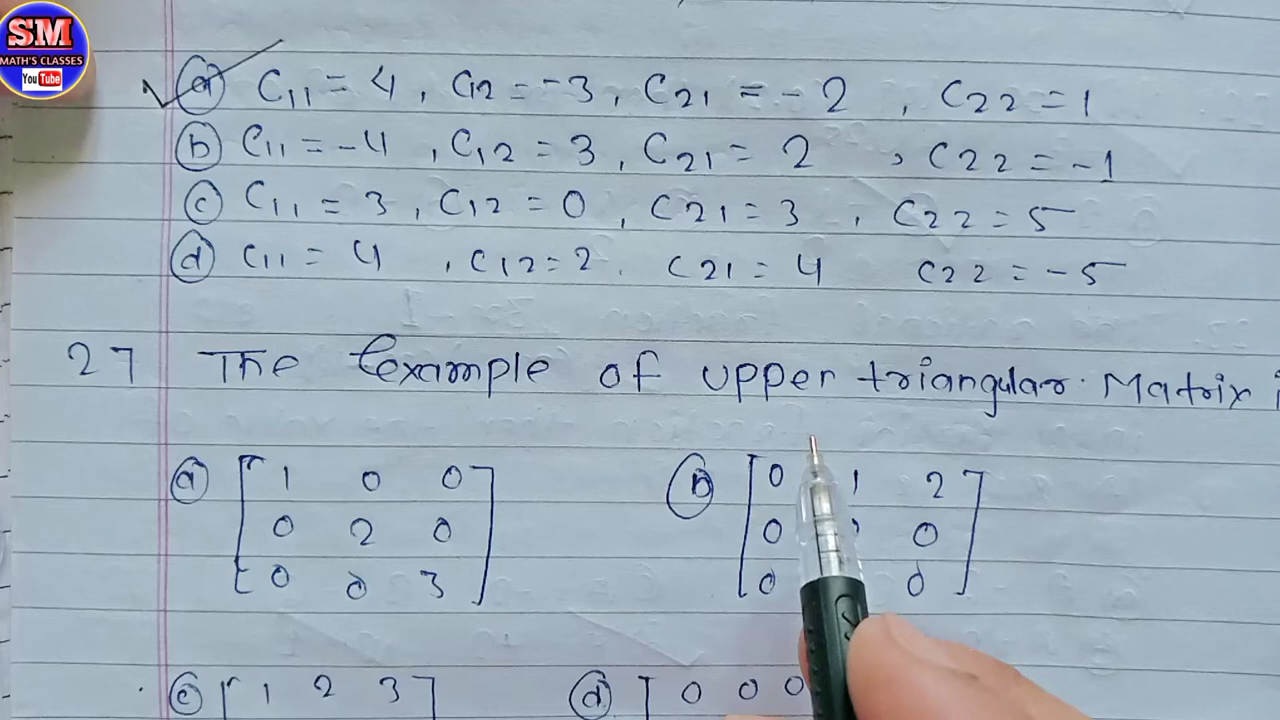 SM
MATH'S CLASSES
YouTube
(a) C11 = 4, C12 = -3, C21 = -2, C22 = 1
(b) C11 = -4, C12 = 3, C21 = 2, C22 = -1
(c) C11 = 3, C12 = 0, C21 = 3, C22 = 5
(d) C11 = 4, C12 = 2. C21 = 4 C22 = -5
27 The Example of upper triangular. Matrix i
(a) [1 0 0 (b) [0 1 2
0 2 0] 0 0]
0 0 3] 0 0]
(c) [1 2 3] (d) [0 0 0